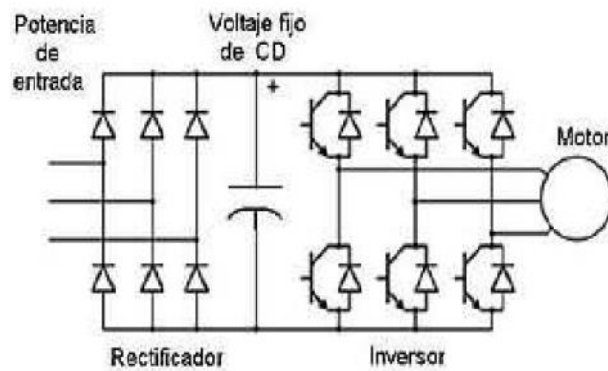 Potencia
de
entrada
Voltaje fijo
de CD
+
Motor
Rectificador
Inversor